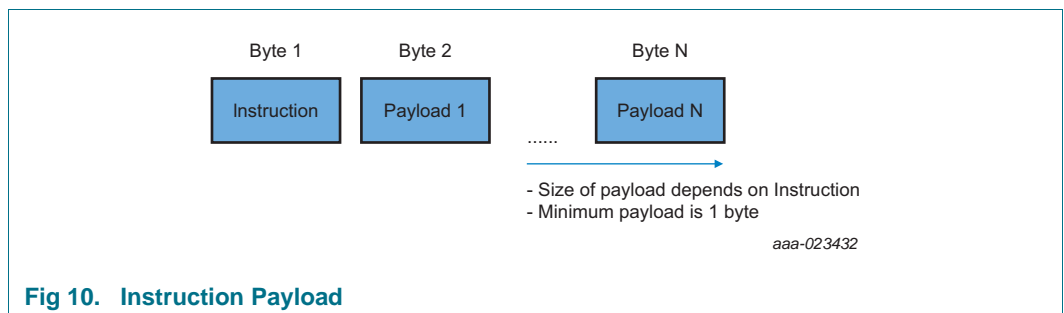 Byte 1
Byte 2
Byte N
Instruction
Payload 1
......
Payload N
- Size of payload depends on Instruction
- Minimum payload is 1 byte
aaa-023432
Fig 10. Instruction Payload